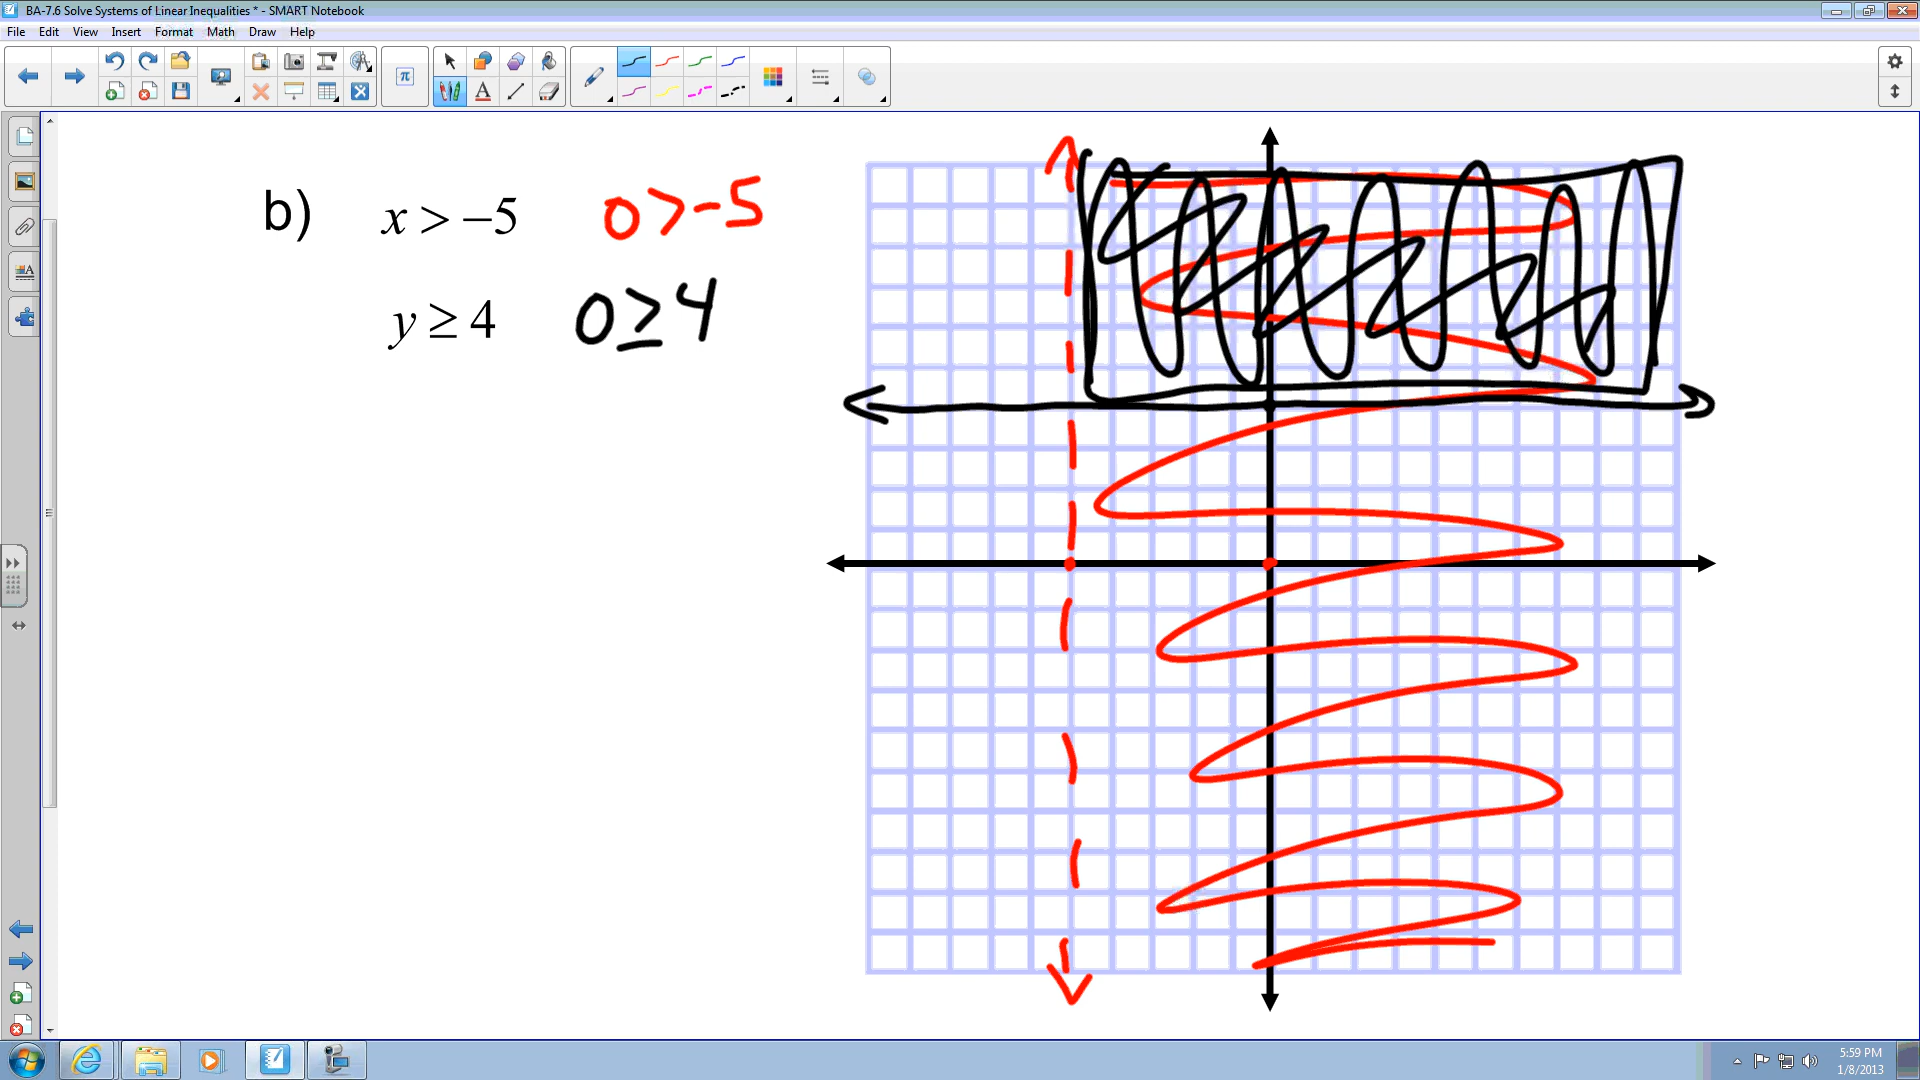 BA-7.6 Solve Systems of Linear Inequalities * - SMART Notebook
File Edit View Insert Format Math Draw Help
b) x > −5 0 > -5
y ≥ 4 0 ≥ 4
5:59 PM
1/8/2013